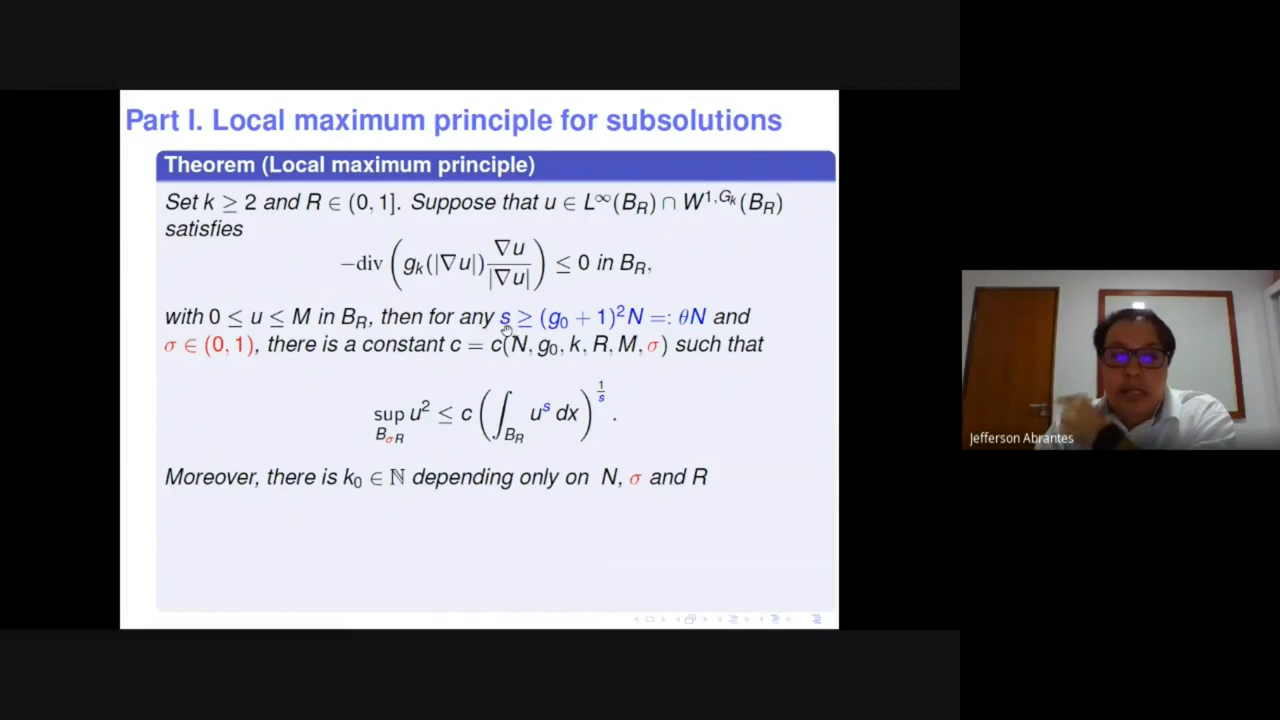 Part I. Local maximum principle for subsolutions
Theorem (Local maximum principle)
Set k ≥ 2 and R ∈ (0, 1]. Suppose that u ∈ L^∞(B_R) ∩ W^{1,G_k}(B_R)
satisfies
−div ( g_k(|∇u|) ∇u/|∇u| ) ≤ 0 in B_R,
with 0 ≤ u ≤ M in B_R, then for any s ≥ (g_0 + 1)^2 N =: θN and
σ ∈ (0, 1), there is a constant c = c(N, g_0, k, R, M, σ) such that
sup_{B_{σR}} u^2 ≤ c ( ∫_{B_R} u^s dx )^{1/s}.
Moreover, there is k_0 ∈ ℕ depending only on N, σ and R
Jefferson Abrantes